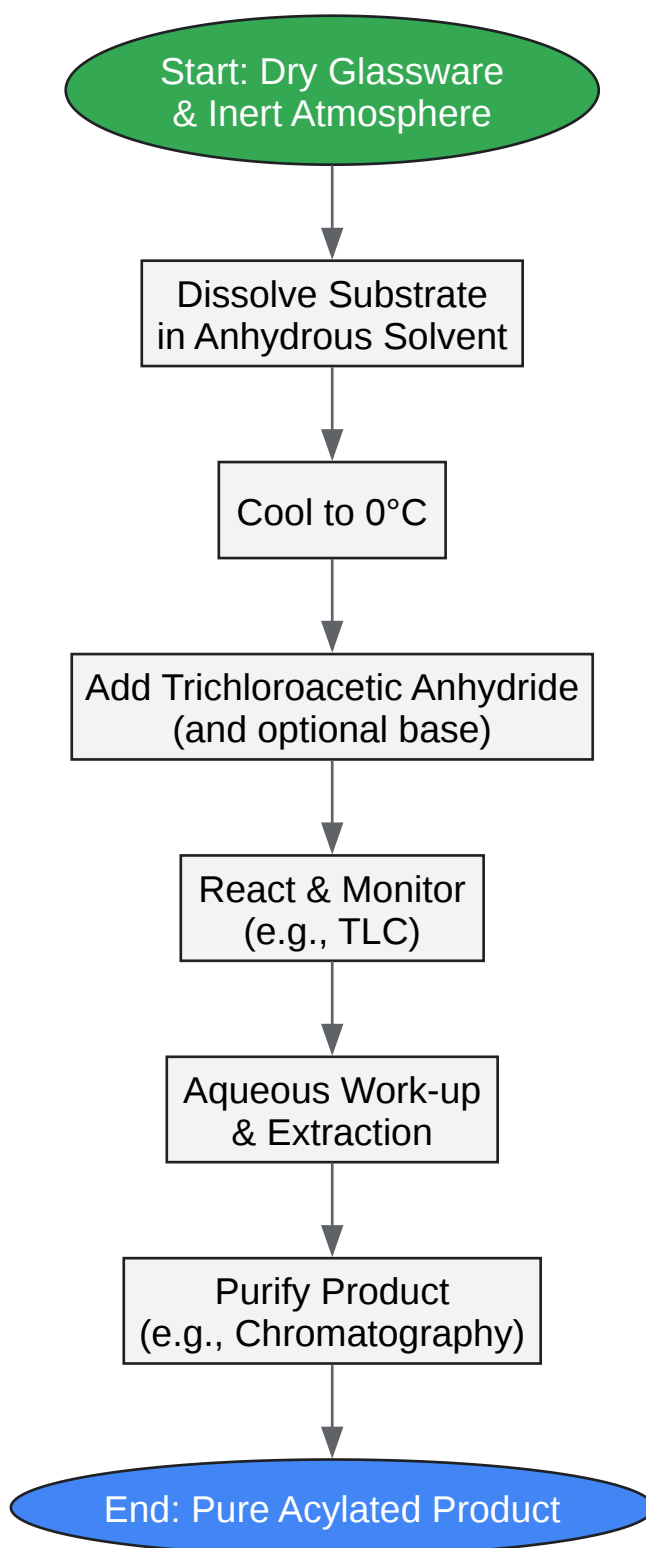 Start: Dry Glassware
& Inert Atmosphere
Dissolve Substrate
in Anhydrous Solvent
Cool to 0°C
Add Trichloroacetic Anhydride
(and optional base)
React & Monitor
(e.g., TLC)
Aqueous Work-up
& Extraction
Purify Product
(e.g., Chromatography)
End: Pure Acylated Product